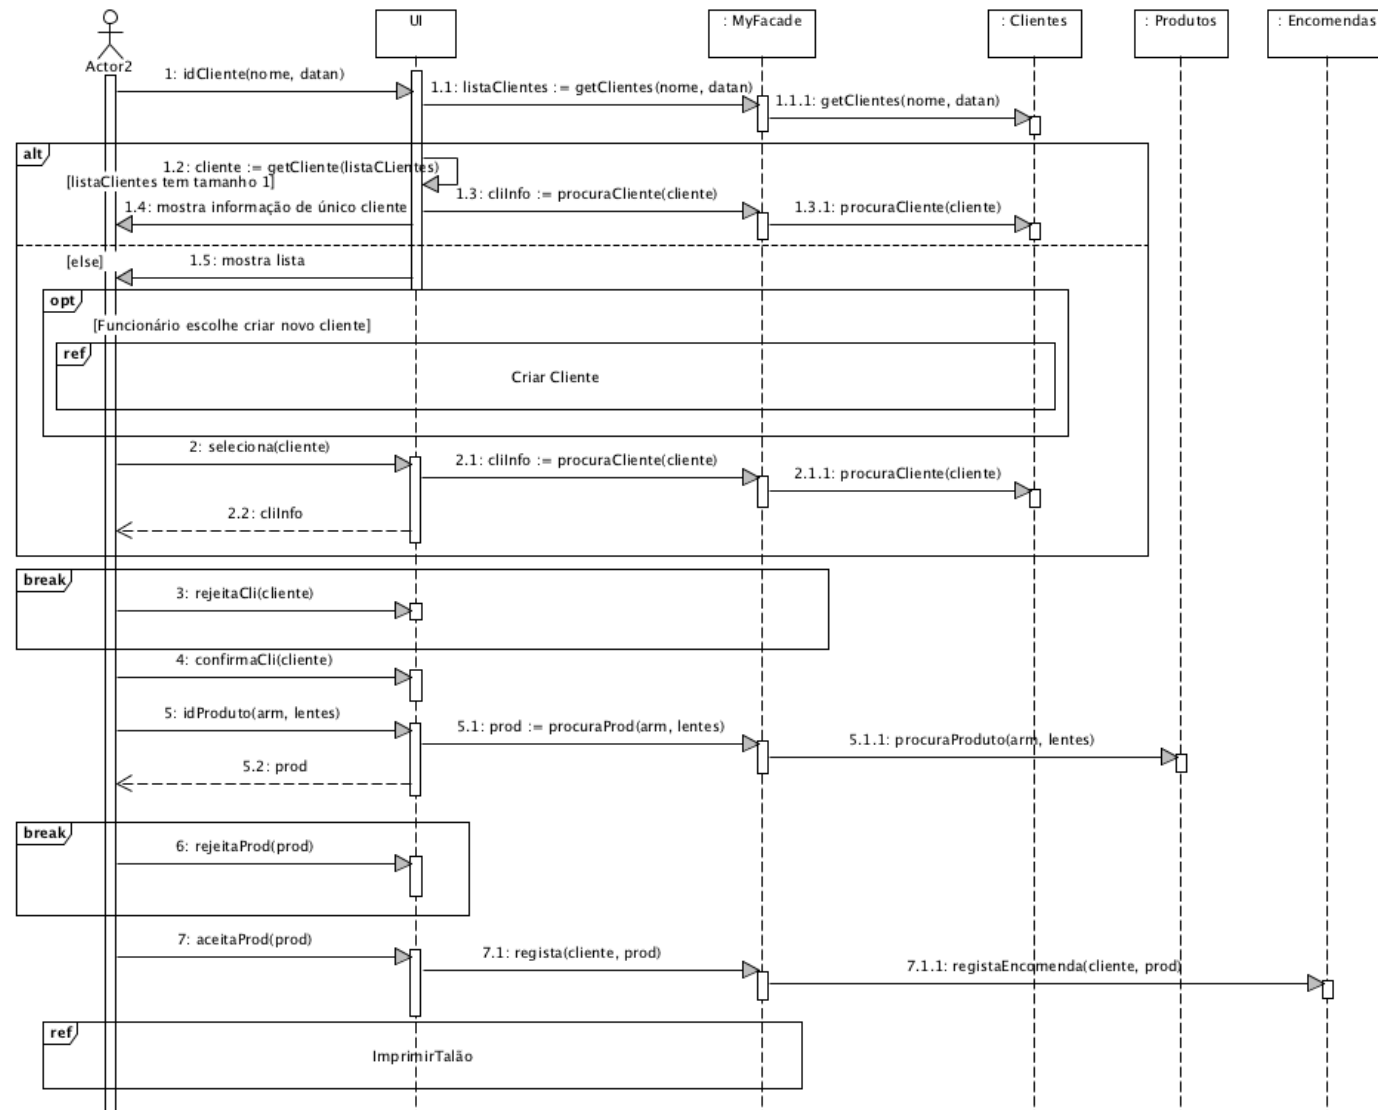 UI
: MyFacade
: Clientes
: Produtos
: Encomendas
Actor2
1: idCliente(nome, datan)
1.1: listaClientes := getClientes(nome, datan)
1.1.1: getClientes(nome, datan)
alt
1.2: cliente := getCliente(listaCLientes)
[listaClientes tem tamanho 1]
1.3: cliInfo := procuraCliente(cliente)
1.4: mostra informação de único cliente
1.3.1: procuraCliente(cliente)
[else]
1.5: mostra lista
opt
[Funcionário escolhe criar novo cliente]
ref
Criar Cliente
2: seleciona(cliente)
2.1: cliInfo := procuraCliente(cliente)
2.1.1: procuraCliente(cliente)
2.2: cliInfo
break
3: rejeitaCli(cliente)
4: confirmaCli(cliente)
5: idProduto(arm, lentes)
5.1: prod := procuraProd(arm, lentes)
5.1.1: procuraProduto(arm, lentes)
5.2: prod
break
6: rejeitaProd(prod)
7: aceitaProd(prod)
7.1: regista(cliente, prod)
7.1.1: registaEncomenda(cliente, prod)
ref
ImprimirTalão